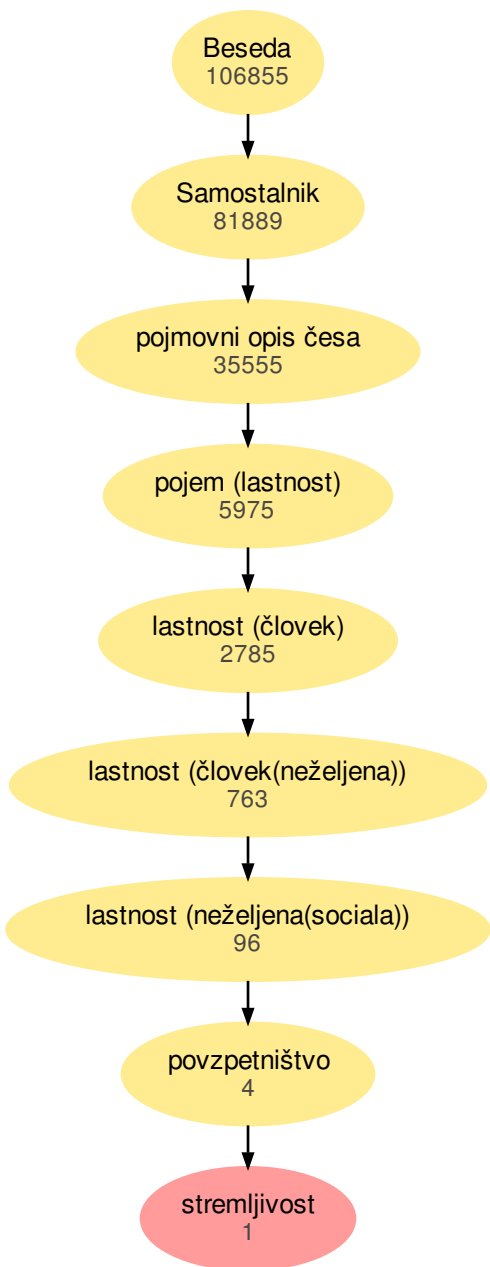 Beseda
106855
Samostalnik
81889
pojmovni opis česa
35555
pojem (lastnost)
5975
lastnost (človek)
2785
lastnost (človek(neželjena))
763
lastnost (neželjena(sociala))
96
povzpetništvo
4
stremljivost
1